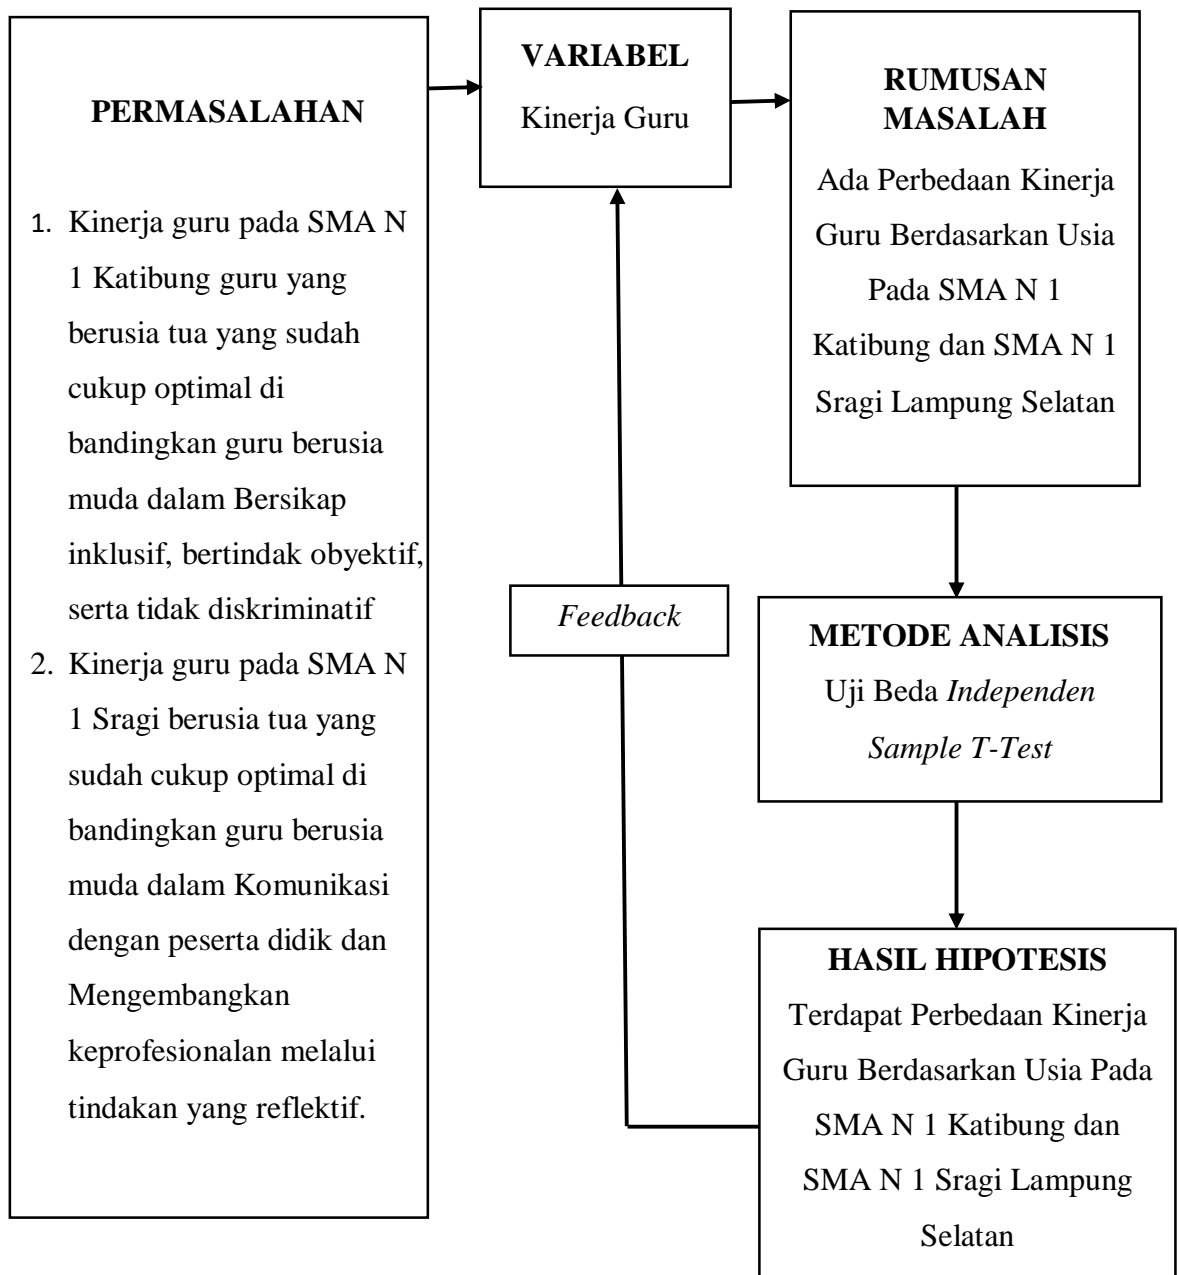 PERMASALAHAN
1. Kinerja guru pada SMA N
1 Katibung guru yang
berusia tua yang sudah
cukup optimal di
bandingkan guru berusia
muda dalam Bersikap
inklusif, bertindak obyektif,
serta tidak diskriminatif
2. Kinerja guru pada SMA N
1 Sragi berusia tua yang
sudah cukup optimal di
bandingkan guru berusia
muda dalam Komunikasi
dengan peserta didik dan
Mengembangkan
keprofesionalan melalui
tindakan yang reflektif.
VARIABEL
Kinerja Guru
RUMUSAN
MASALAH
Ada Perbedaan Kinerja
Guru Berdasarkan Usia
Pada SMA N 1
Katibung dan SMA N 1
Sragi Lampung Selatan
Feedback
METODE ANALISIS
Uji Beda Independen
Sample T-Test
HASIL HIPOTESIS
Terdapat Perbedaan Kinerja
Guru Berdasarkan Usia Pada
SMA N 1 Katibung dan
SMA N 1 Sragi Lampung
Selatan